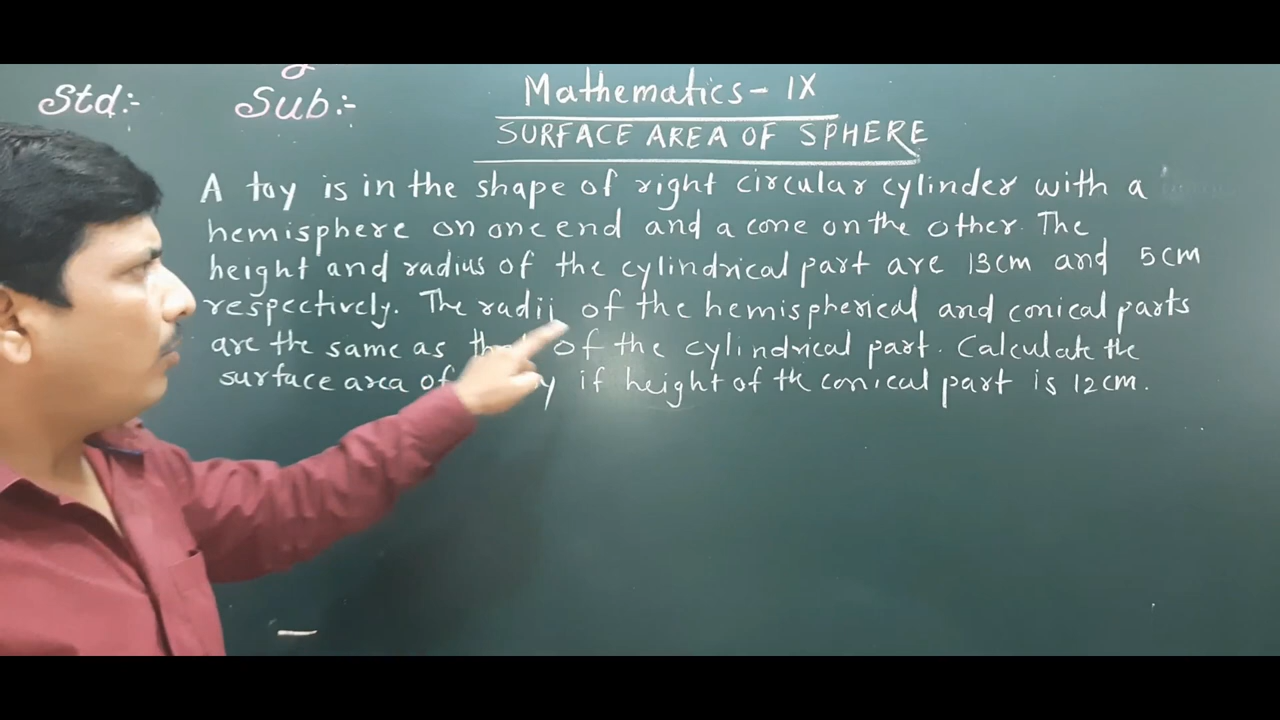 Std:-
Sub:-
Mathematics- IX
SURFACE AREA OF SPHERE
A toy is in the shape of right circular cylinder with a
hemisphere on one end and a cone on the other. The
height and radius of the cylindrical part are 13cm and 5cm
respectively. The radii of the hemispherical and conical parts
are the same as of the cylindrical part. Calculate the
surface area of if height of the conical part is 12cm.